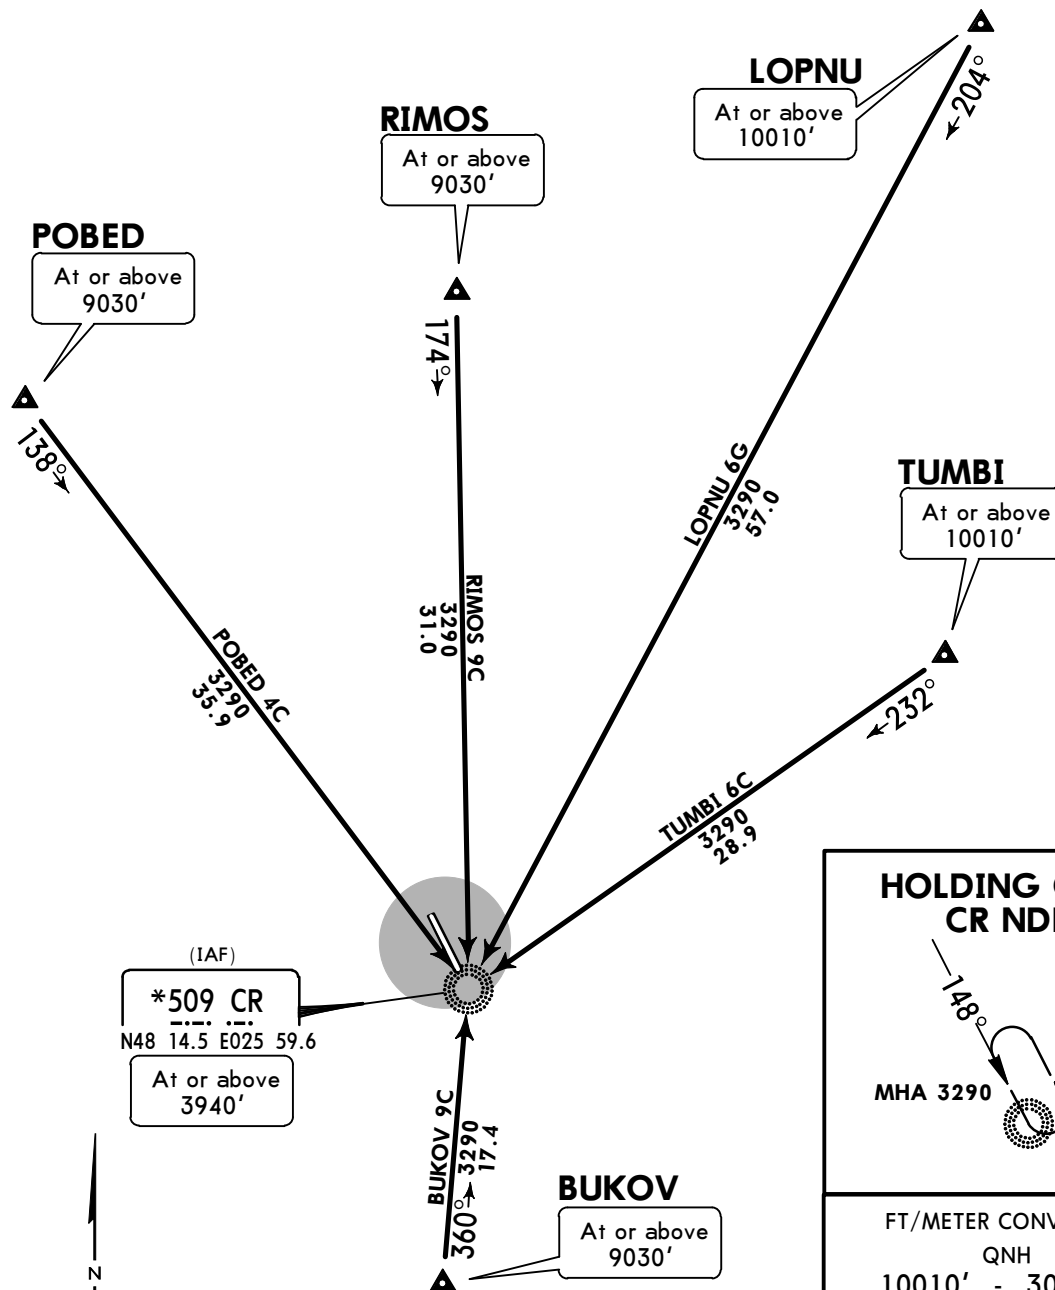 LOPNU
At or above
10010'
204°
RIMOS
At or above
9030'
174°
POBED
At or above
9030'
138°
LOPNU 6G
3290
57.0
TUMBI
At or above
10010'
232°
RIMOS 9C
3290
31.0
POBED 4C
3290
35.9
TUMBI 6C
3290
28.9
HOLDING
CR
148°
MHA 3290
(IAF)
*509 CR
N48 14.5 E025 59.6
At or above
3940'
BUKOV 9C
3290
17.4
360°
BUKOV
At or above
9030'
N
FT/METER
QNH
10010' -